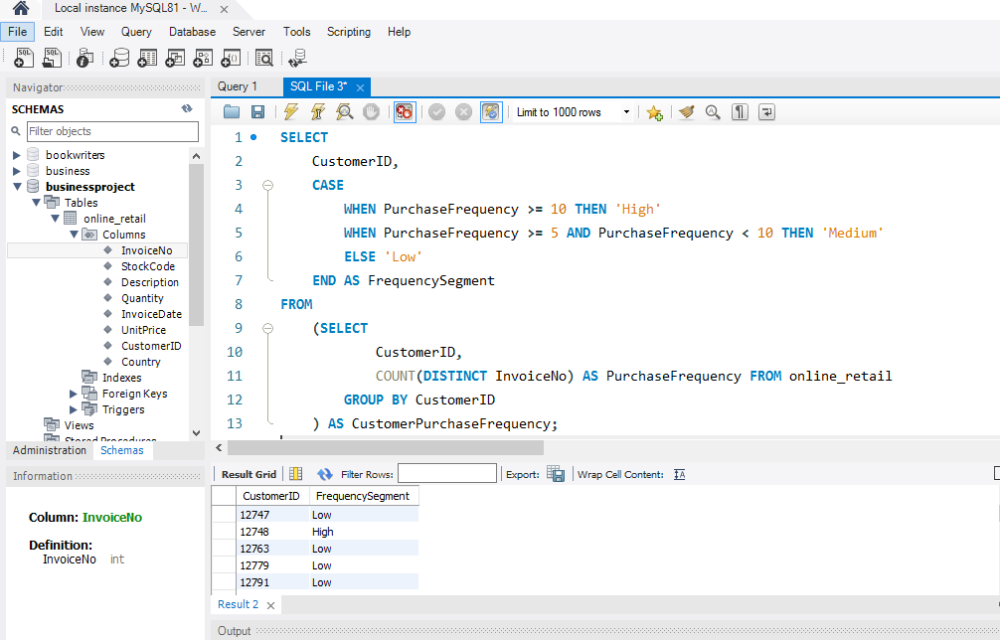 Local instance MySQL81 - W...
File Edit View Query Database Server Tools Scripting Help
Navigator
SCHEMAS
Filter objects
bookwriters
business
businessproject
Tables
online_retail
Columns
InvoiceNo
StockCode
Description
Quantity
InvoiceDate
UnitPrice
CustomerID
Country
Indexes
Foreign Keys
Triggers
Views
Stored Procedures
Administration Schemas
Information
Column: InvoiceNo
Definition:
InvoiceNo int
Query 1 SQL File 3*
Limit to 1000 rows
1 SELECT
2 CustomerID,
3 CASE
4 WHEN PurchaseFrequency >= 10 THEN 'High'
5 WHEN PurchaseFrequency >= 5 AND PurchaseFrequency < 10 THEN 'Medium'
6 ELSE 'Low'
7 END AS FrequencySegment
8 FROM
9 (SELECT
10 CustomerID,
11 COUNT(DISTINCT InvoiceNo) AS PurchaseFrequency FROM online_retail
12 GROUP BY CustomerID
13 ) AS CustomerPurchaseFrequency;
Result Grid Filter Rows: Export: Wrap Cell Content:
CustomerID FrequencySegment
12747 Low
12748 High
12763 Low
12779 Low
12791 Low
Result 2
Output